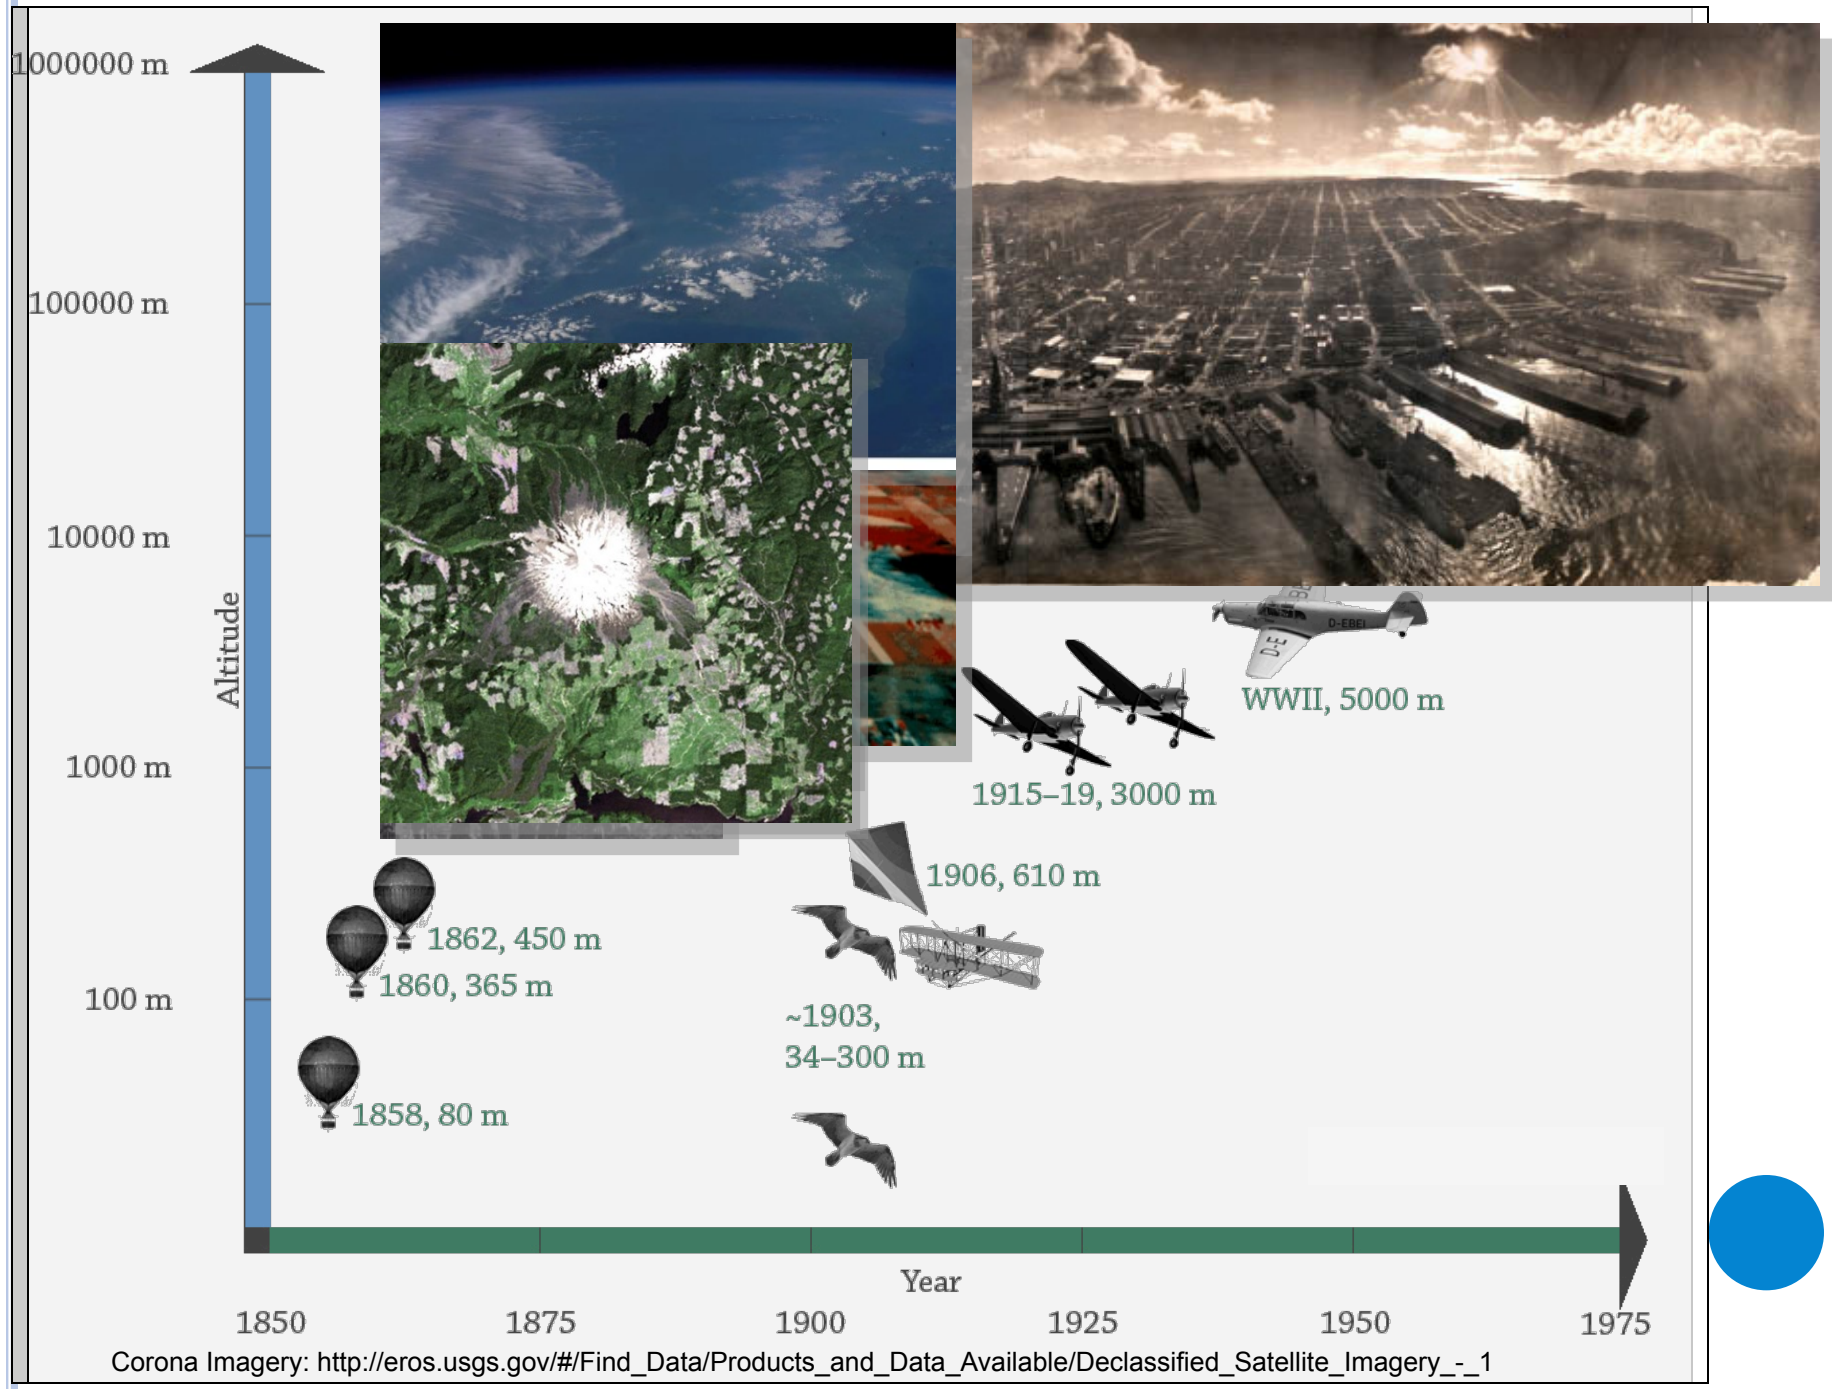 1000000 m
100000 m
10000 m
1000 m
100 m
Altitude
D-EBEI
D-E
WWII, 5000 m
1915–19, 3000 m
1906, 610 m
1862, 450 m
1860, 365 m
~1903,
34–300 m
1858, 80 m
Year
1850 1875 1900 1925 1950 1975
Corona Imagery: http://eros.usgs.gov/#/Find_Data/Products_and_Data_Available/Declassified_Satellite_Imagery_-_1